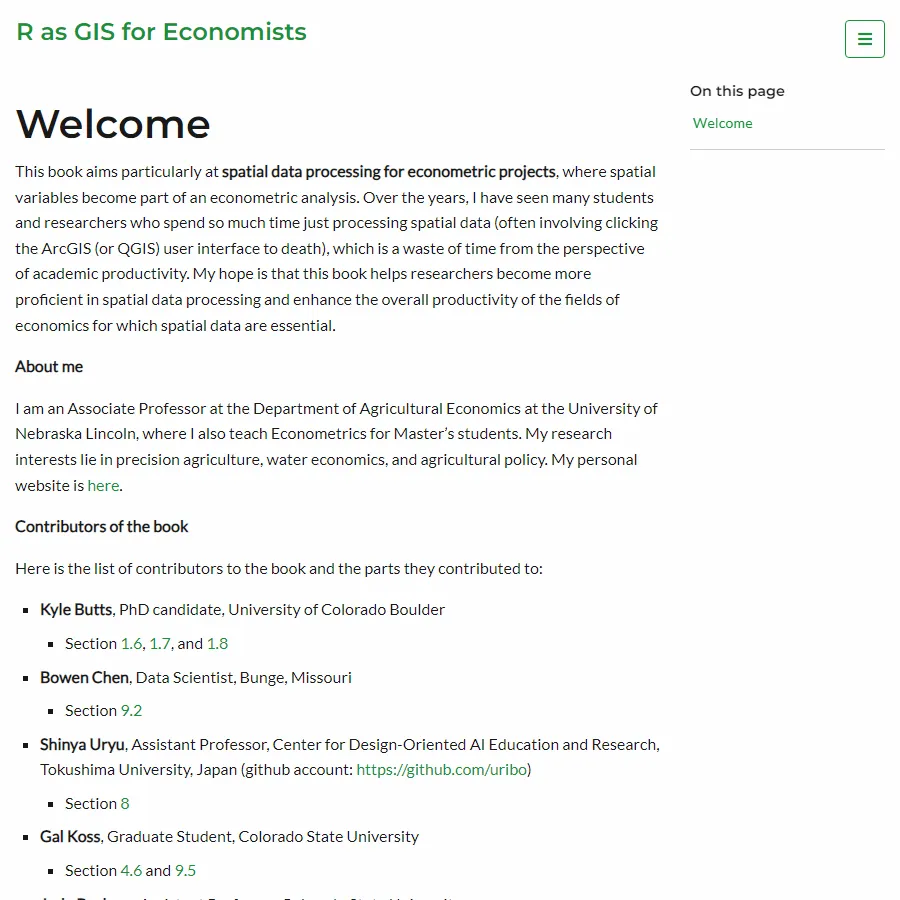 R as GIS for Economists
On this page
Welcome
Welcome
This book aims particularly at spatial data processing for econometric projects, where spatial
variables become part of an econometric analysis. Over the years, I have seen many students
and researchers who spend so much time just processing spatial data (often involving clicking
the ArcGIS (or QGIS) user interface to death), which is a waste of time from the perspective
of academic productivity. My hope is that this book helps researchers become more
proficient in spatial data processing and enhance the overall productivity of the fields of
economics for which spatial data are essential.
About me
I am an Associate Professor at the Department of Agricultural Economics at the University of
Nebraska Lincoln, where I also teach Econometrics for Master’s students. My research
interests lie in precision agriculture, water economics, and agricultural policy. My personal
website is here.
Contributors of the book
Here is the list of contributors to the book and the parts they contributed to:
Kyle Butts, PhD candidate, University of Colorado Boulder
Section 1.6, 1.7, and 1.8
Bowen Chen, Data Scientist, Bunge, Missouri
Section 9.2
Shinya Uryu, Assistant Professor, Center for Design-Oriented AI Education and Research,
Tokushima University, Japan (github account: https://github.com/uribo)
Section 8
Gal Koss, Graduate Student, Colorado State University
Section 4.6 and 9.5